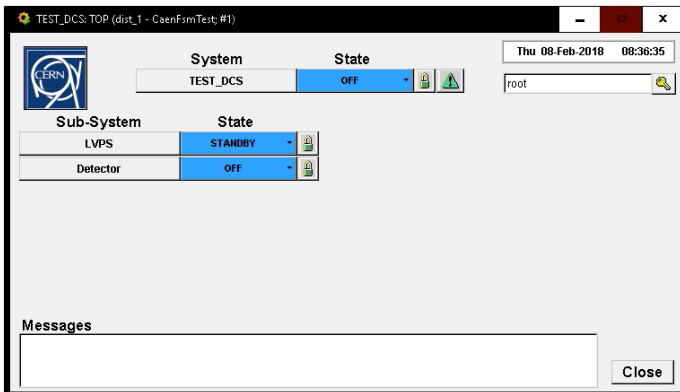 TEST_DCS: TOP (dist_1 - CaenFsmTest; #1)
Thu 08-Feb-2018 08:36:35
CERN
System State
TEST_DCS OFF
root
Sub-System State
LVPS STANDBY
Detector OFF
Messages
Close